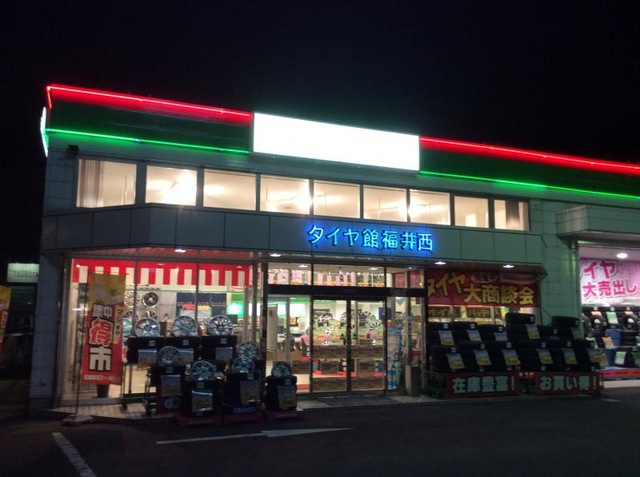 タイヤ館福井西
タイヤ
大商談会
イヤ
大売出し
得
市
在庫豊富!
お買い得!